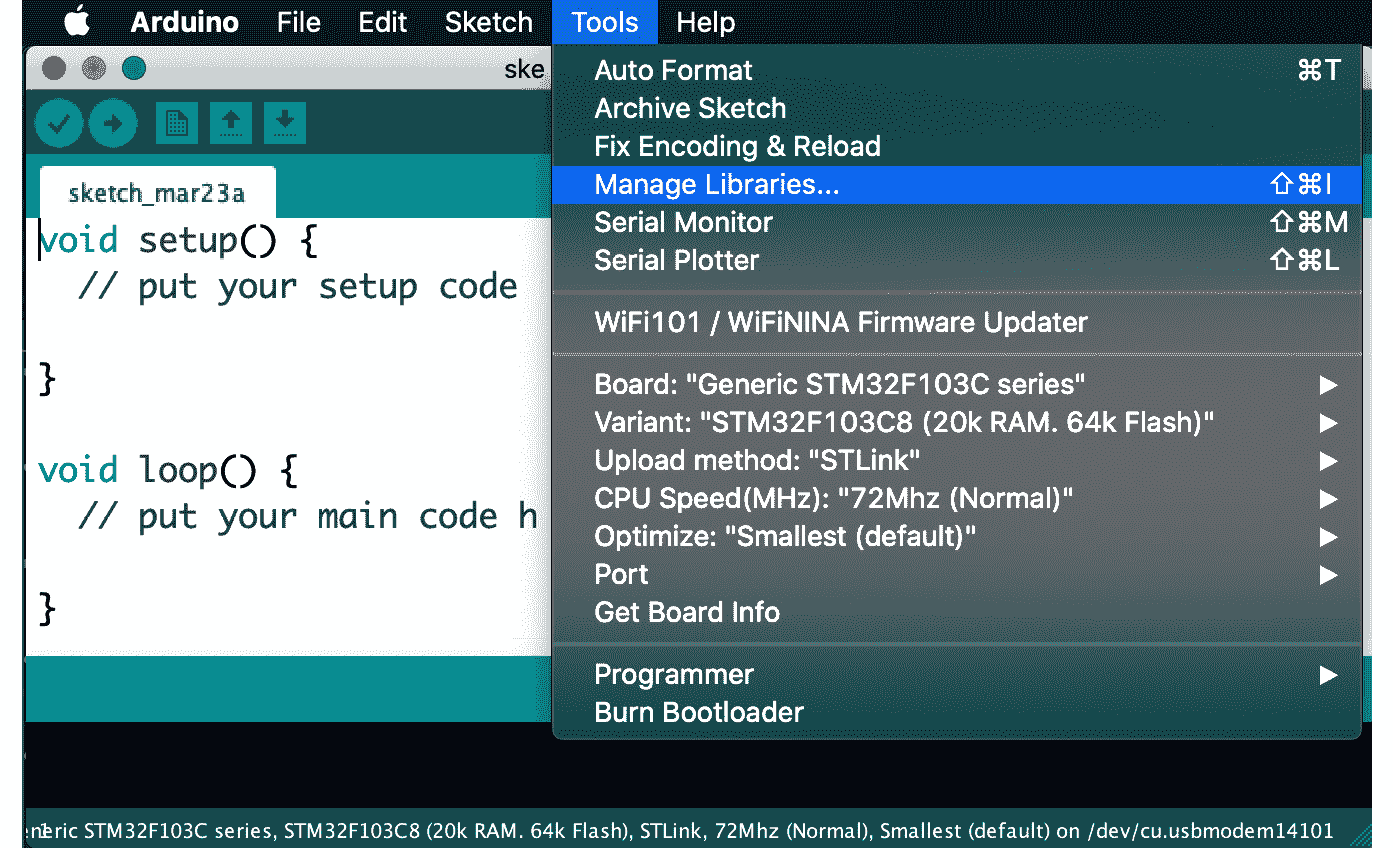 Arduino File Edit Sketch Tools Help
ske
Auto Format ⌘T
Archive Sketch
Fix Encoding & Reload
Manage Libraries... ⇧⌘I
Serial Monitor ⇧⌘M
Serial Plotter ⇧⌘L
WiFi101 / WiFiNINA Firmware Updater
Board: "Generic STM32F103C series"
Variant: "STM32F103C8 (20k RAM. 64k Flash)"
Upload method: "STLink"
CPU Speed(MHz): "72Mhz (Normal)"
Optimize: "Smallest (default)"
Port
Get Board Info
Programmer
Burn Bootloader
sketch_mar23a
void setup() {
// put your setup code
}
void loop() {
// put your main code h
}
neric STM32F103C series, STM32F103C8 (20k RAM. 64k Flash), STLink, 72Mhz (Normal), Smallest (default) on /dev/cu.usbmodem14101